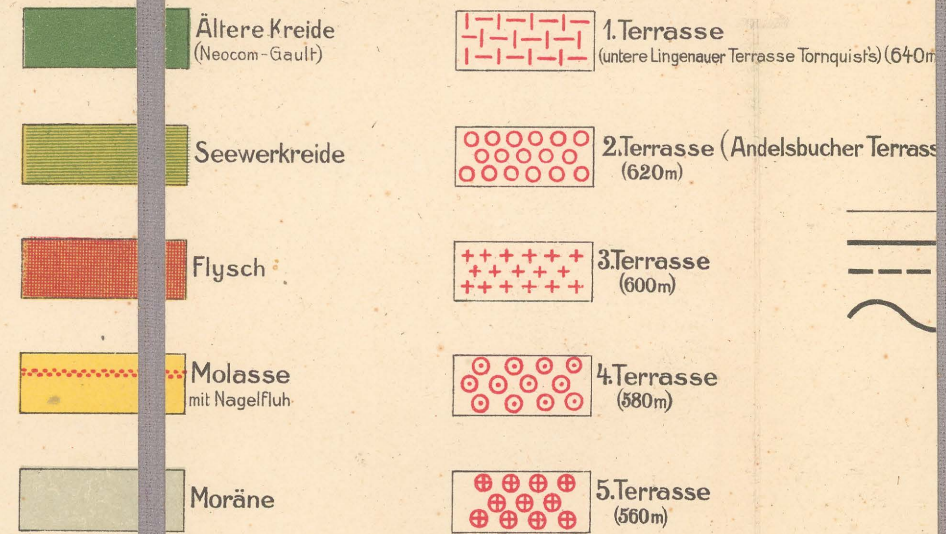 Ältere Kreide
(Neocom-Gault)
Seewerkreide
Flysch
Molasse
mit Nagelfluh
Moräne
1.Terrasse
(untere Lingenauer Terrasse Tornquist's) (640m
2.Terrasse (Andelsbucher Terrass
(620m)
3.Terrasse
(600m)
4.Terrasse
(580m)
5.Terrasse
(560m)